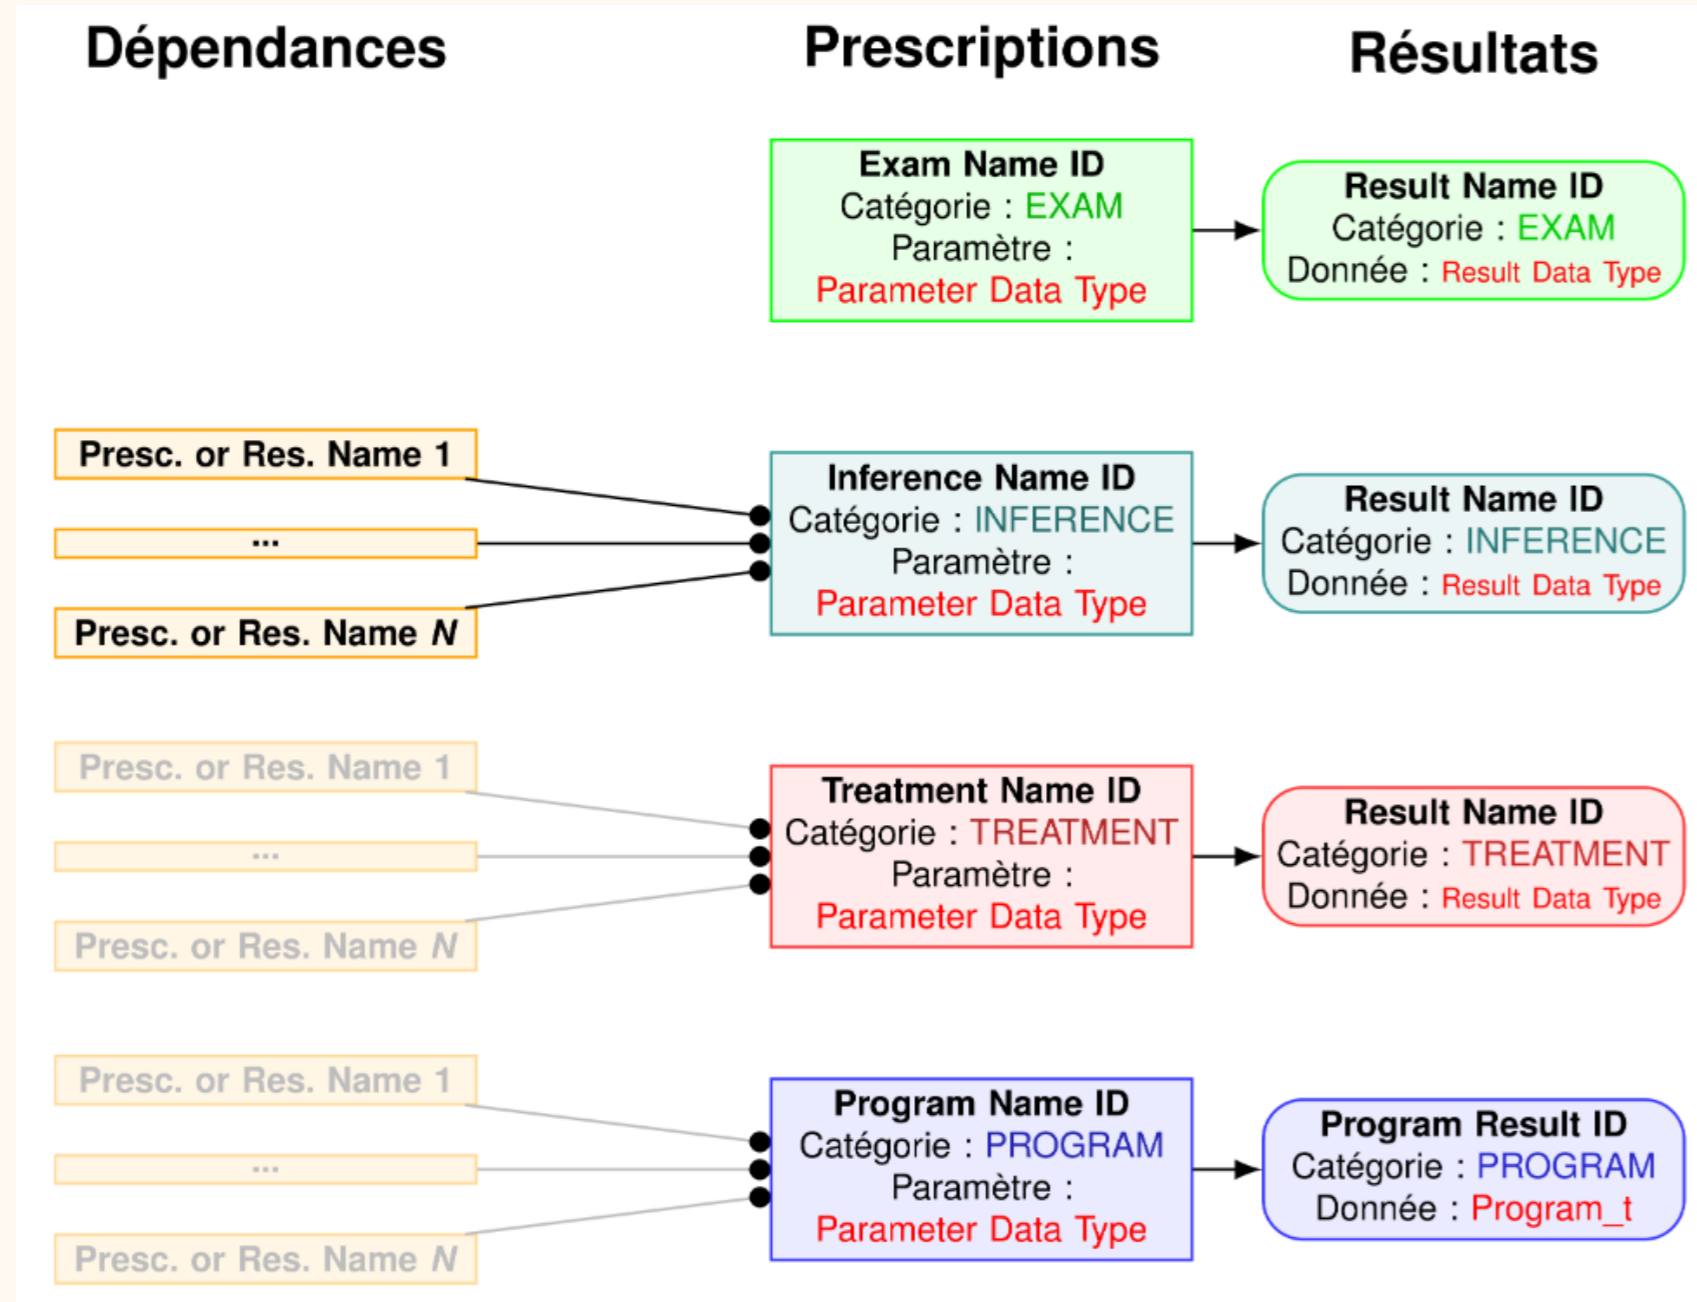 Dépendances
Prescriptions
Résultats
Exam Name ID
Catégorie : EXAM
Paramètre :
Parameter Data Type
Result Name ID
Catégorie : EXAM
Donnée : Result Data Type
Presc. or Res. Name 1
...
Presc. or Res. Name N
Inference Name ID
Catégorie : INFERENCE
Paramètre :
Parameter Data Type
Result Name ID
Catégorie : INFERENCE
Donnée : Result Data Type
Presc. or Res. Name 1
...
Presc. or Res. Name N
Treatment Name ID
Catégorie : TREATMENT
Paramètre :
Parameter Data Type
Result Name ID
Catégorie : TREATMENT
Donnée : Result Data Type
Presc. or Res. Name 1
...
Presc. or Res. Name N
Program Name ID
Catégorie : PROGRAM
Paramètre :
Parameter Data Type
Program Result ID
Catégorie : PROGRAM
Donnée : Program_t